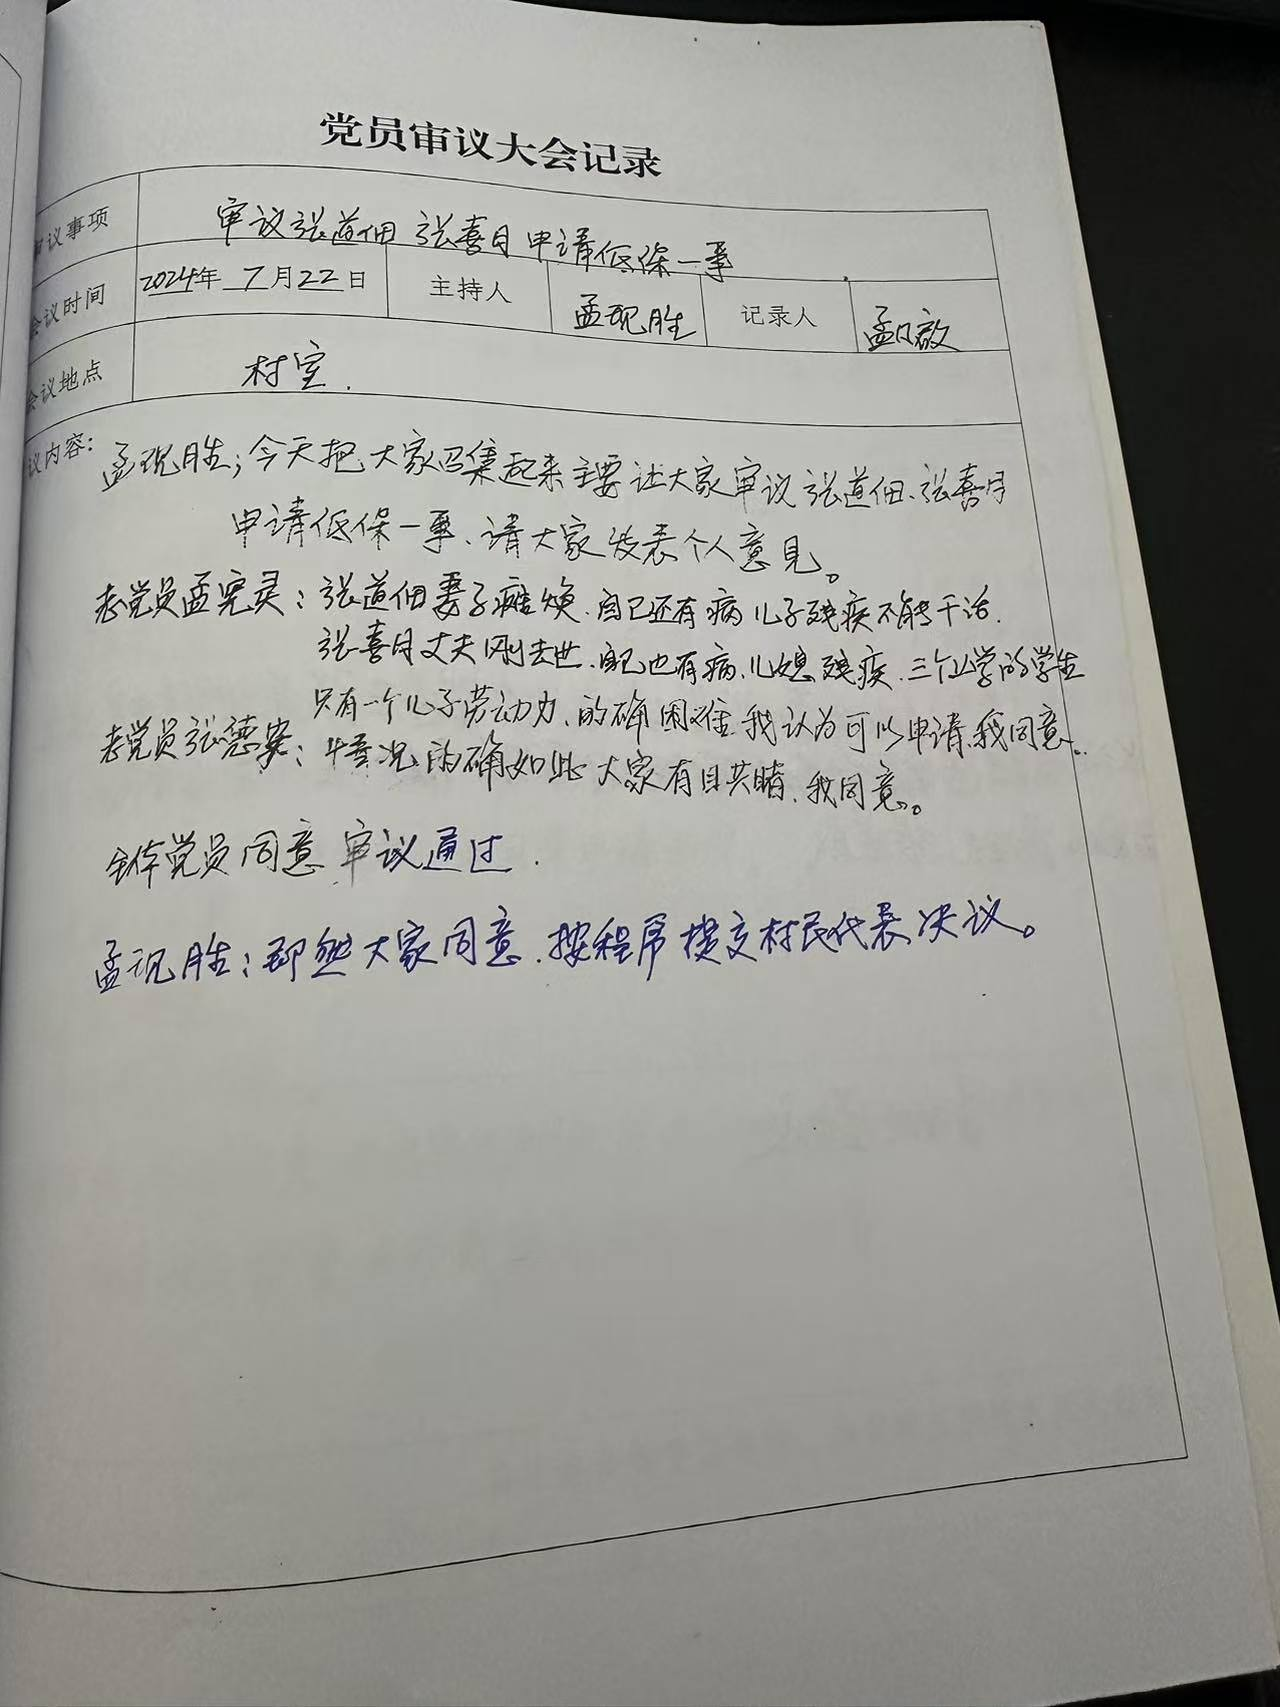 党员审议大会记录
议事项 审议张道佃 张喜月申请低保一事
会议时间 2024年 7月22日 主持人 孟现胜 记录人 孟
会议地点 村室.
议内容:
孟现胜;今天把大家召集起来主要让大家审议张道佃、张喜月
申请低保一事、请大家发表个人意见。
老党员孟宪灵:张道佃妻子瘫痪.自己还有病儿子残疾不能干活.
张喜月丈夫刚去世.自己也有病、儿媳残疾.三个上学的学生
只有一个儿子劳动力、的确困难.我认为可以申请.我同意.
老党员张德安:情况的确如此大家有目共睹.我同意。
全体党员同意审议通过.
孟现胜:那然大家同意.按程序提交村民代表决议。